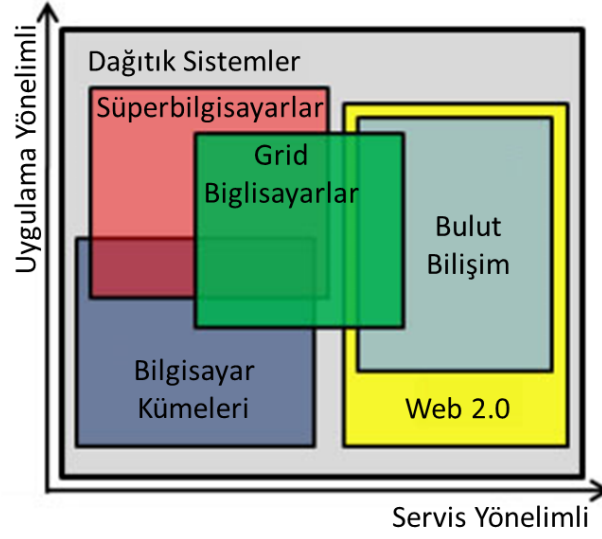 Uygulama Yönelimli
Dağıtık Sistemler
Süperbilgisayarlar
Grid
Biglisayarlar
Bulut
Bilişim
Bilgisayar
Kümeleri
Web 2.0
Servis Yönelimli